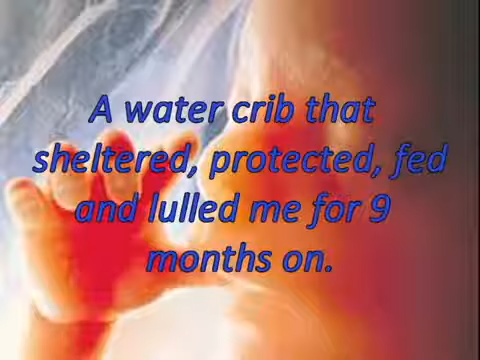 A water crib that
sheltered, protected, fed
and lulled me for 9
months on.